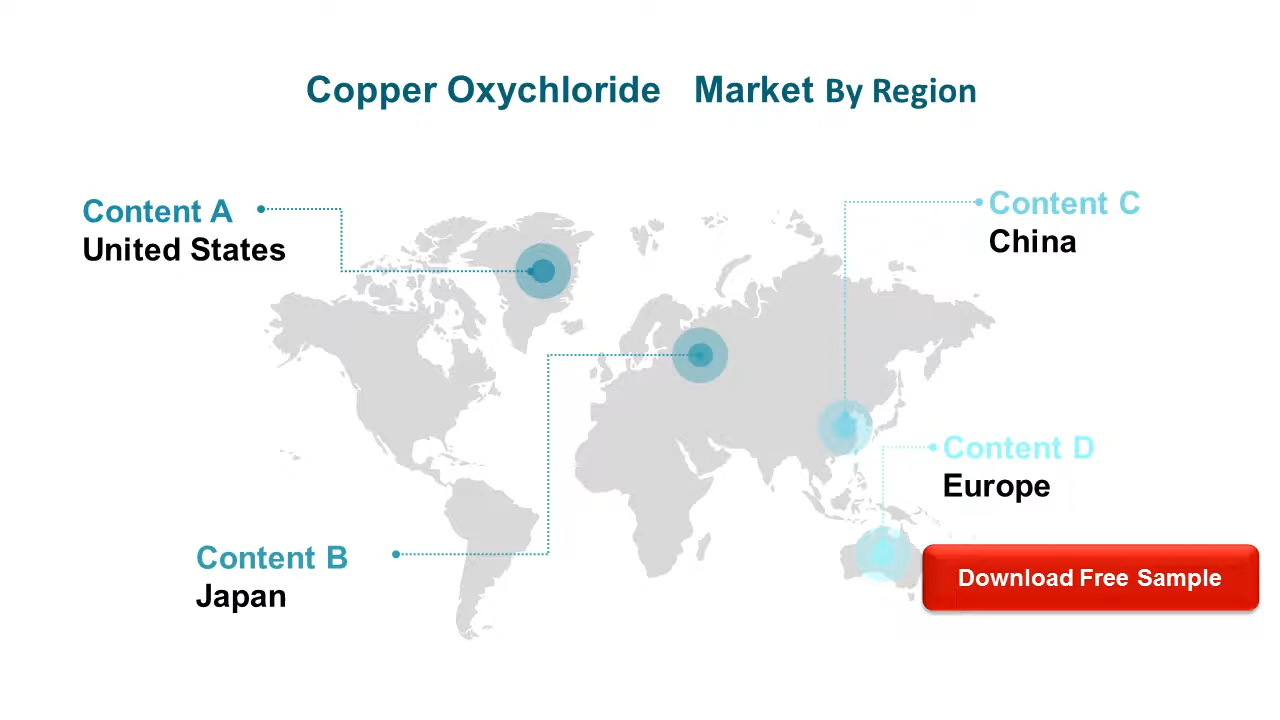 Copper Oxychloride Market By Region
Content A
United States
Content C
China
Content D
Europe
Content B
Japan
Download Free Sample